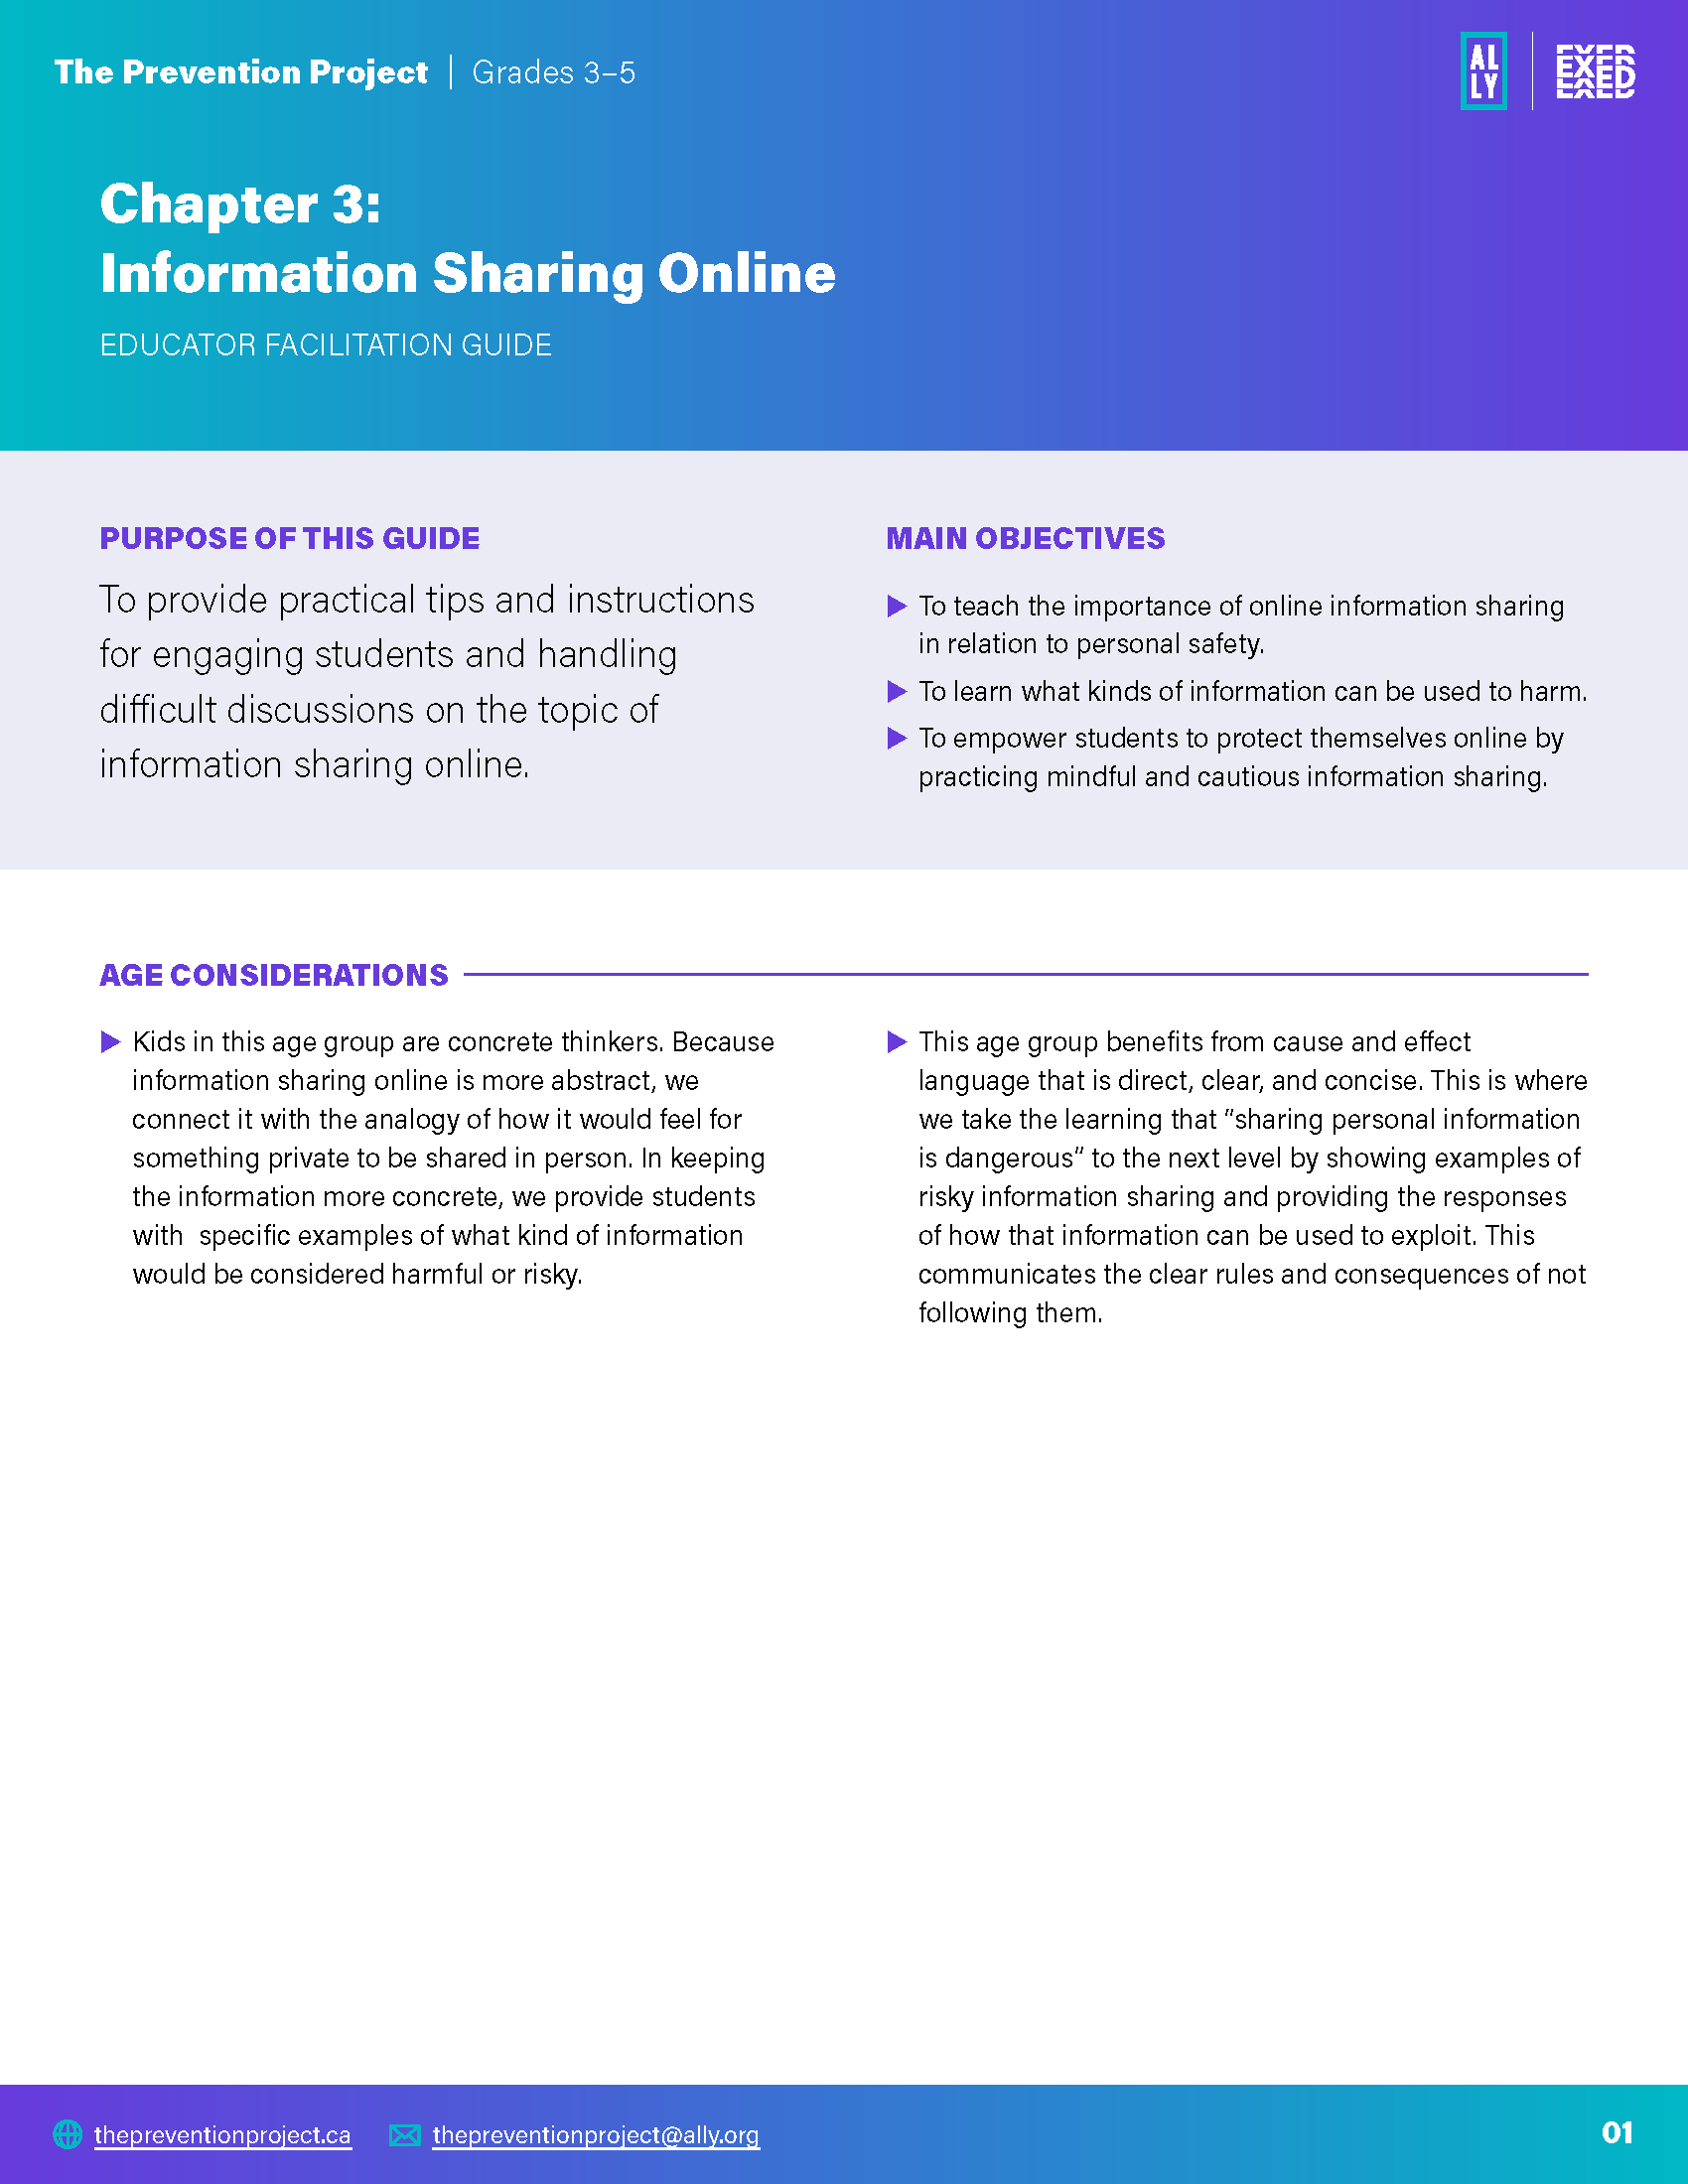 The Prevention Project | Grades 3–5
AL
LY
EXED
Chapter 3:
Information Sharing Online
EDUCATOR FACILITATION GUIDE
PURPOSE OF THIS GUIDE
To provide practical tips and instructions
for engaging students and handling
difficult discussions on the topic of
information sharing online.
MAIN OBJECTIVES
To teach the importance of online information sharing
in relation to personal safety.
To learn what kinds of information can be used to harm.
To empower students to protect themselves online by
practicing mindful and cautious information sharing.
AGE CONSIDERATIONS
Kids in this age group are concrete thinkers. Because
information sharing online is more abstract, we
connect it with the analogy of how it would feel for
something private to be shared in person. In keeping
the information more concrete, we provide students
with  specific examples of what kind of information
would be considered harmful or risky.
This age group benefits from cause and effect
language that is direct, clear, and concise. This is where
we take the learning that “sharing personal information
is dangerous” to the next level by showing examples of
risky information sharing and providing the responses
of how that information can be used to exploit. This
communicates the clear rules and consequences of not
following them.
thepreventionproject.ca
thepreventionproject@ally.org
01